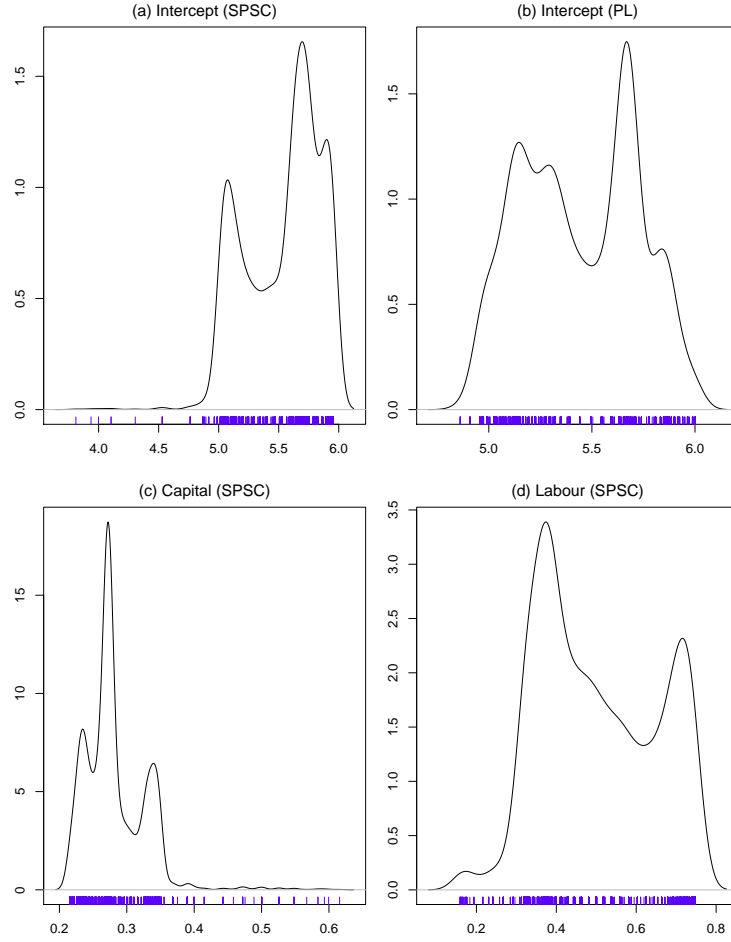 (a) Intercept (SPSC)
0.0 0.5 1.0 1.5
4.0 4.5 5.0 5.5 6.0
(b) Intercept (PL)
0.0 0.5 1.0 1.5
5.0 5.5 6.0
(c) Capital (SPSC)
0 5 10 15
0.2 0.3 0.4 0.5 0.6
(d) Labour (SPSC)
0.0 0.5 1.0 1.5 2.0 2.5 3.0 3.5
0.2 0.4 0.6 0.8